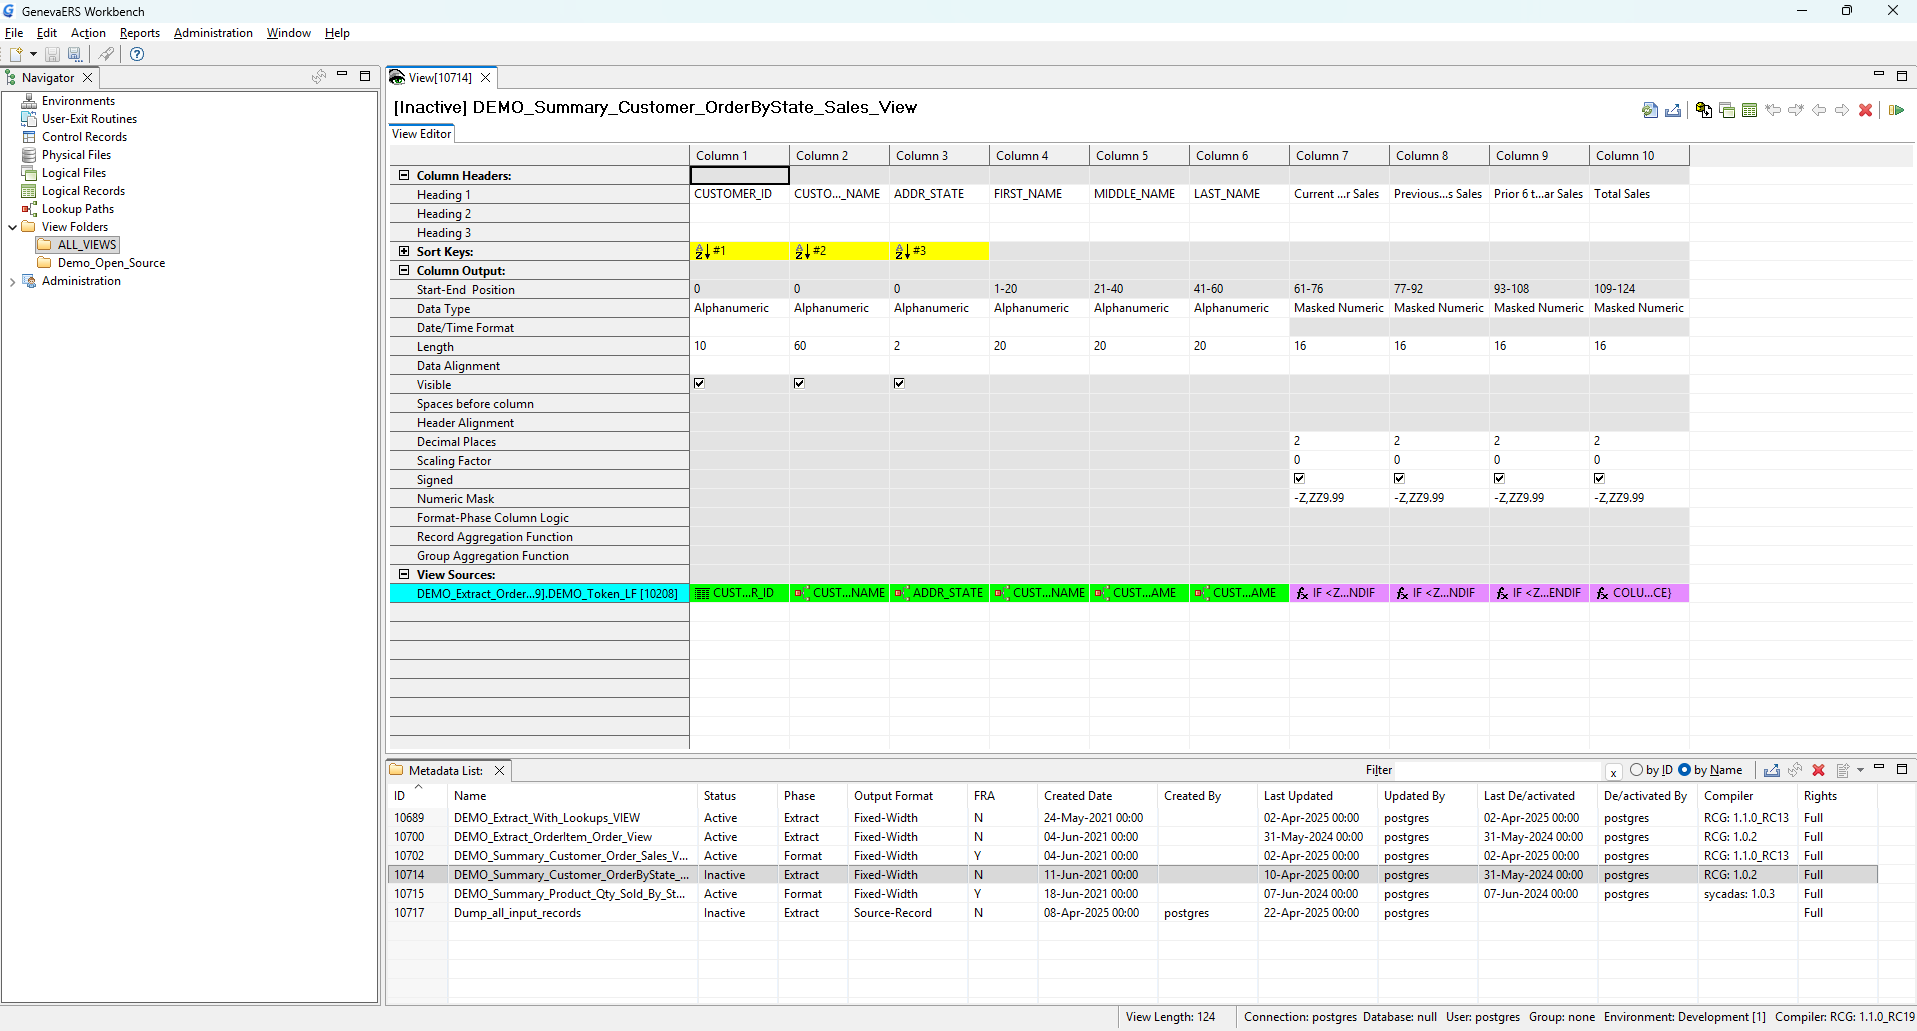 GenevaERS Workbench
File Edit Action Reports Administration Window Help
Navigator
Environments
User-Exit Routines
Control Records
Physical Files
Logical Files
Logical Records
Lookup Paths
View Folders
ALL_VIEWS
Demo_Open_Source
Administration
View[10714]
[Inactive] DEMO_Summary_Customer_OrderByState_Sales_View
View Editor
Column 1 Column 2 Column 3 Column 4 Column 5 Column 6 Column 7 Column 8 Column 9 Column 10
Column Headers:
Heading 1 CUSTOMER_ID CUSTO..._NAME ADDR_STATE FIRST_NAME MIDDLE_NAME LAST_NAME Current ...r Sales Previous...s Sales Prior 6 t...ar Sales Total Sales
Heading 2
Heading 3
Sort Keys: #1 #2 #3
Column Output:
Start-End Position 0 0 0 1-20 21-40 41-60 61-76 77-92 93-108 109-124
Data Type Alphanumeric Alphanumeric Alphanumeric Alphanumeric Alphanumeric Alphanumeric Masked Numeric Masked Numeric Masked Numeric Masked Numeric
Date/Time Format
Length 10 60 2 20 20 20 16 16 16 16
Data Alignment
Visible
Spaces before column
Header Alignment
Decimal Places 2 2 2 2
Scaling Factor 0 0 0 0
Signed
Numeric Mask -Z,ZZ9.99 -Z,ZZ9.99 -Z,ZZ9.99 -Z,ZZ9.99
Format-Phase Column Logic
Record Aggregation Function
Group Aggregation Function
View Sources:
DEMO_Extract_Order...9].DEMO_Token_LF [10208] CUST...R_ID CUST...NAME ADDR_STATE CUST...NAME CUST...AME CUST...AME fx IF <Z...NDIF fx IF <Z...NDIF fx IF <Z...ENDIF fx COLU...CE}
Metadata List: Filter x by ID by Name
ID Name Status Phase Output Format FRA Created Date Created By Last Updated Updated By Last De/activated De/activated By Compiler Rights
10689 DEMO_Extract_With_Lookups_VIEW Active Extract Fixed-Width N 24-May-2021 00:00 02-Apr-2025 00:00 postgres 02-Apr-2025 00:00 postgres RCG: 1.1.0_RC13 Full
10700 DEMO_Extract_OrderItem_Order_View Active Extract Fixed-Width N 04-Jun-2021 00:00 31-May-2024 00:00 postgres 31-May-2024 00:00 postgres RCG: 1.0.2 Full
10702 DEMO_Summary_Customer_Order_Sales_V... Active Format Fixed-Width Y 04-Jun-2021 00:00 02-Apr-2025 00:00 postgres 02-Apr-2025 00:00 postgres RCG: 1.1.0_RC13 Full
10714 DEMO_Summary_Customer_OrderByState_... Inactive Extract Fixed-Width N 11-Jun-2021 00:00 10-Apr-2025 00:00 postgres 31-May-2024 00:00 postgres RCG: 1.0.2 Full
10715 DEMO_Summary_Product_Qty_Sold_By_St... Active Format Fixed-Width Y 18-Jun-2021 00:00 07-Jun-2024 00:00 postgres 07-Jun-2024 00:00 postgres sycadas: 1.0.3 Full
10717 Dump_all_input_records Inactive Extract Source-Record N 08-Apr-2025 00:00 postgres 22-Apr-2025 00:00 postgres Full
View Length: 124 Connection: postgres Database: null User: postgres Group: none Environment: Development [1] Compiler: RCG: 1.1.0_RC19